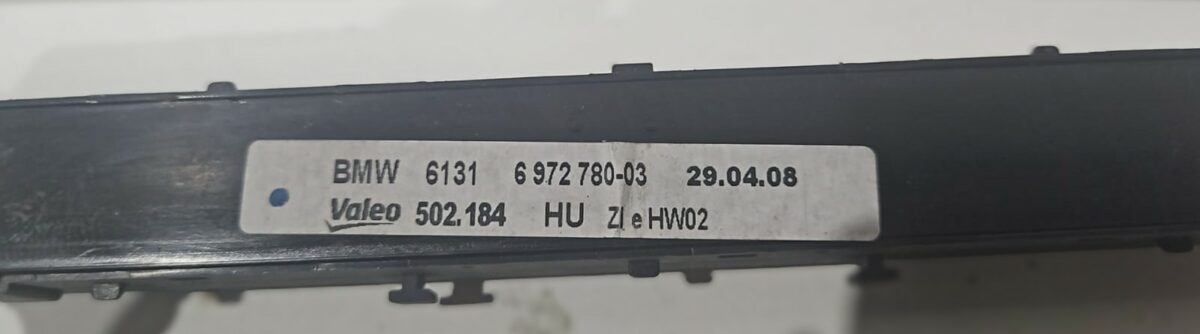 BMW 6131 6 972 780-03 29.04.08
Valeo 502.184 HU ZI e HW02